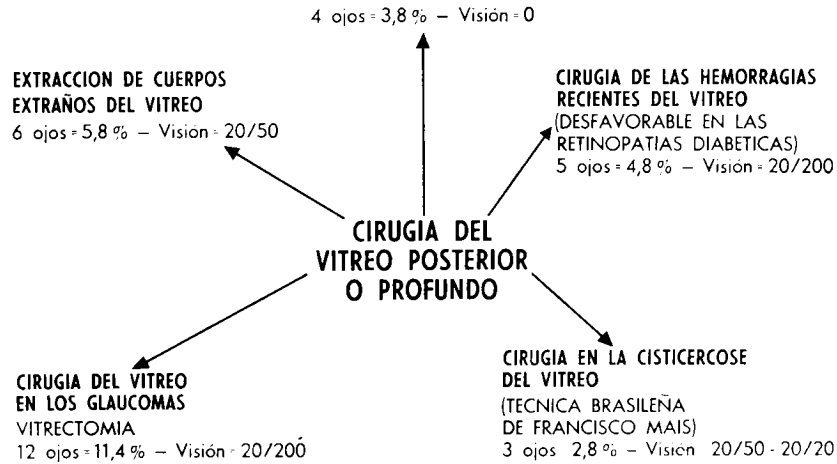 4 ojos = 3,8 % – Visión = 0
EXTRACCION DE CUERPOS
EXTRAÑOS DEL VITREO
6 ojos = 5,8 % – Visión = 20/50
CIRUGIA DE LAS HEMORRAGIAS
RECIENTES DEL VITREO
(DESFAVORABLE EN LAS
RETINOPATIAS DIABETICAS)
5 ojos = 4,8 % – Visión = 20/200
CIRUGIA DEL
VITREO POSTERIOR
O PROFUNDO
CIRUGIA DEL VITREO
EN LOS GLAUCOMAS
VITRECTOMIA
12 ojos = 11,4 % – Visión = 20/200
CIRUGIA EN LA CISTICERCOSE
DEL VITREO
(TECNICA BRASILEÑA
DE FRANCISCO MAIS)
3 ojos 2,8 % – Visión 20/50 - 20/20